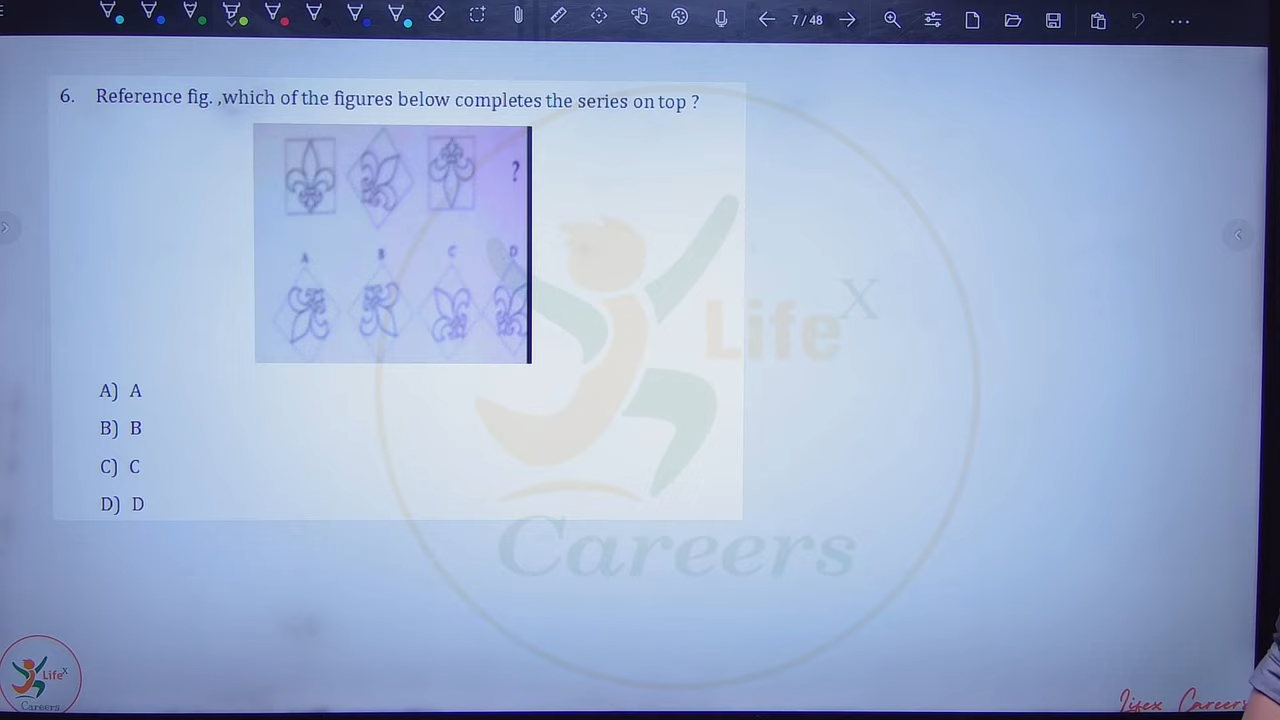 7 / 48
6. Reference fig. ,which of the figures below completes the series on top ?
?
A B C D
A) A
B) B
C) C
D) D
Life X
Careers
Life X
Careers
Lifex Careers